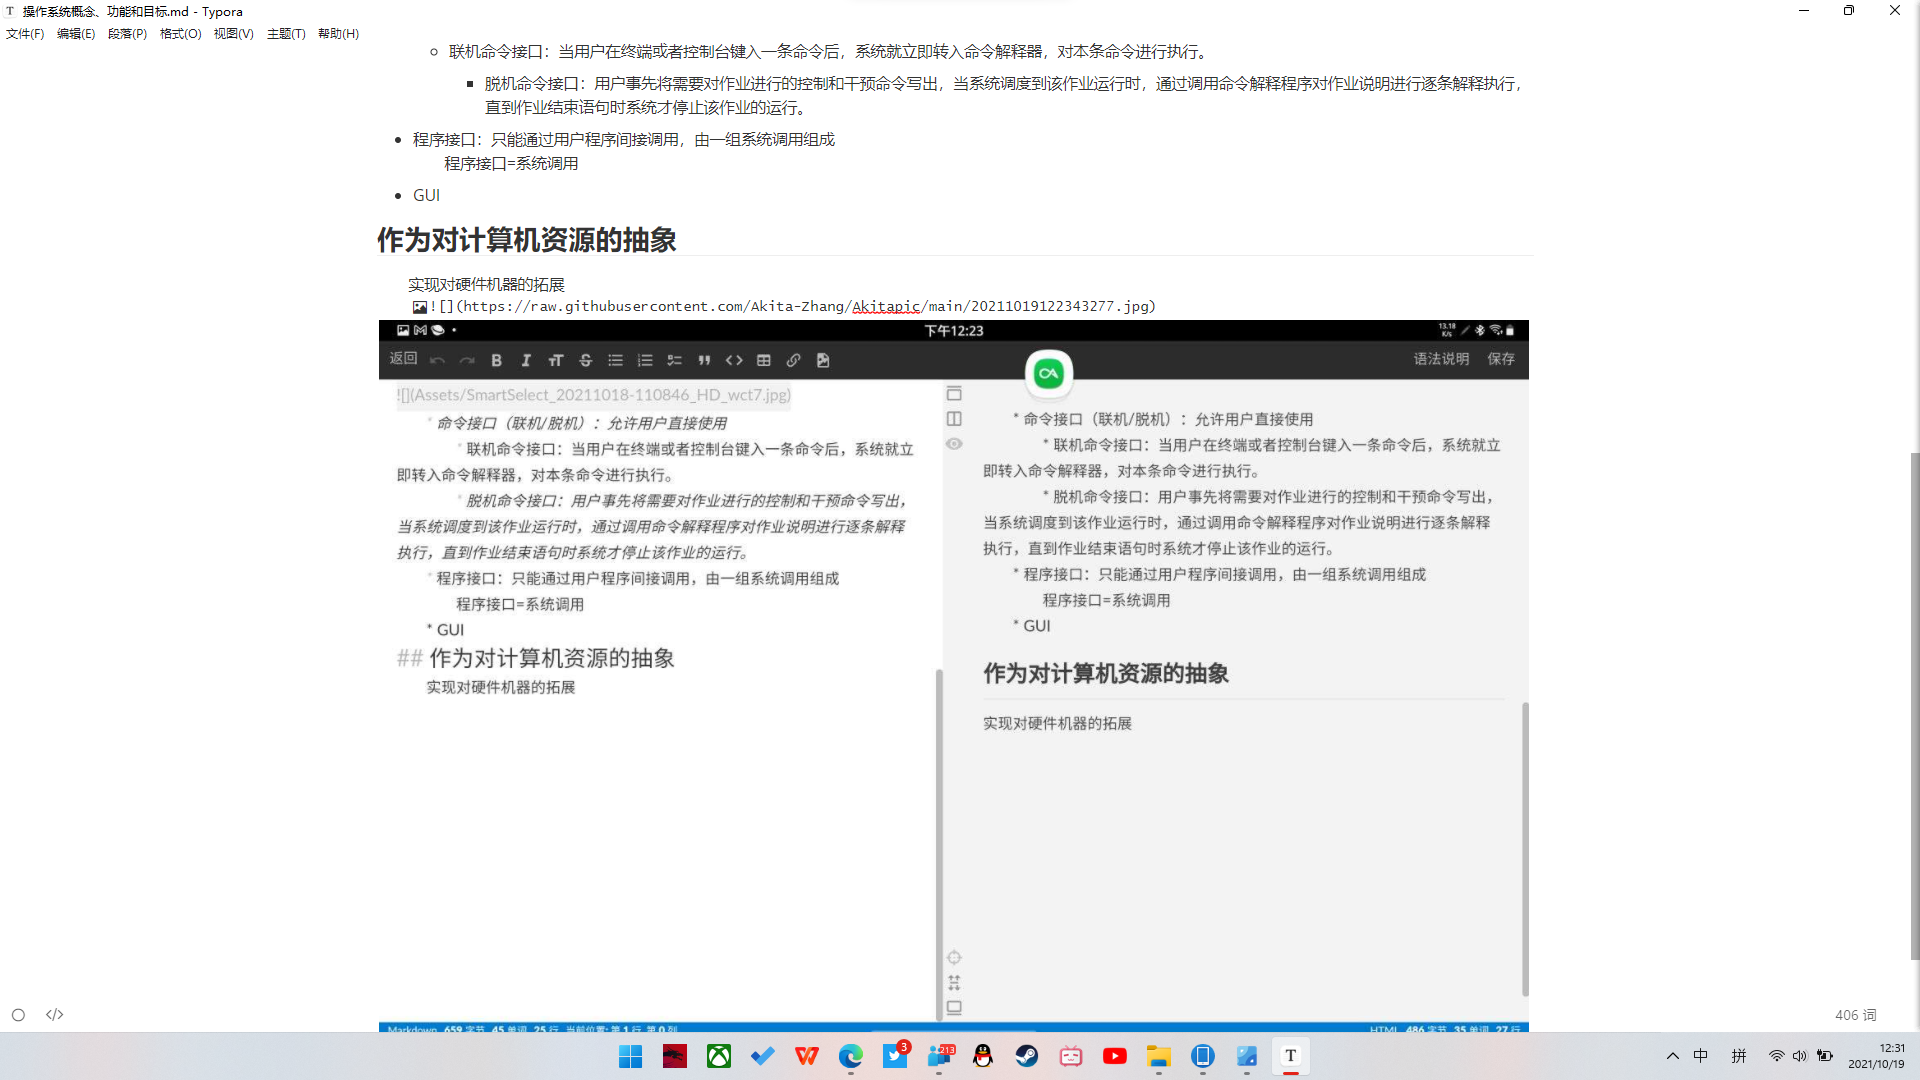 操作系统概念、功能和目标.md - Typora
文件(F) 编辑(E) 段落(P) 格式(O) 视图(V) 主题(T) 帮助(H)
联机命令接口：当用户在终端或者控制台键入一条命令后，系统就立即转入命令解释器，对本条命令进行执行。
脱机命令接口：用户事先将需要对作业进行的控制和干预命令写出，当系统调度到该作业运行时，通过调用命令解释程序对作业说明进行逐条解释执行，
直到作业结束语句时系统才停止该作业的运行。
程序接口：只能通过用户程序间接调用，由一组系统调用组成
程序接口=系统调用
GUI
作为对计算机资源的抽象
实现对硬件机器的拓展
![](https://raw.githubusercontent.com/Akita-Zhang/Akitapic/main/20211019122343277.jpg)
下午12:23
13.18
K/s
返回
语法说明 保存
![](Assets/SmartSelect_20211018-110846_HD_wct7.jpg)
* 命令接口（联机/脱机）：允许用户直接使用
* 联机命令接口：当用户在终端或者控制台键入一条命令后，系统就立
即转入命令解释器，对本条命令进行执行。
* 脱机命令接口：用户事先将需要对作业进行的控制和干预命令写出，
当系统调度到该作业运行时，通过调用命令解释程序对作业说明进行逐条解释
执行，直到作业结束语句时系统才停止该作业的运行。
* 程序接口：只能通过用户程序间接调用，由一组系统调用组成
程序接口=系统调用
* GUI
## 作为对计算机资源的抽象
实现对硬件机器的拓展
* 命令接口（联机/脱机）：允许用户直接使用
* 联机命令接口：当用户在终端或者控制台键入一条命令后，系统就立
即转入命令解释器，对本条命令进行执行。
* 脱机命令接口：用户事先将需要对作业进行的控制和干预命令写出，
当系统调度到该作业运行时，通过调用命令解释程序对作业说明进行逐条解释
执行，直到作业结束语句时系统才停止该作业的运行。
* 程序接口：只能通过用户程序间接调用，由一组系统调用组成
程序接口=系统调用
* GUI
作为对计算机资源的抽象
实现对硬件机器的拓展
Markdown 659 字节 45 单词 25 行 当前位置: 第 1 行, 第 0 列
HTML 486 字节 35 单词 27 行
406 词
3
213
中 拼
12:31
2021/10/19